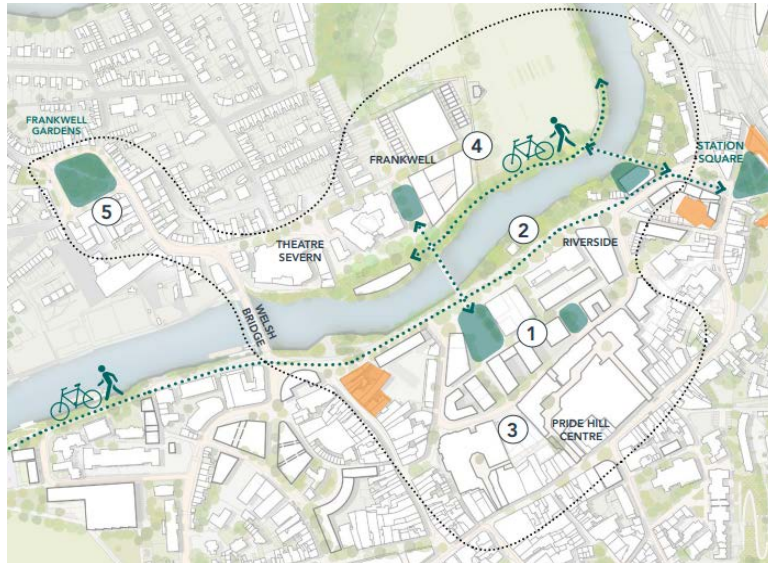 FRANKWELL
GARDENS
5
FRANKWELL
4
STATION
SQUARE
THEATRE
SEVERN
2
RIVERSIDE
WELSH
BRIDGE
1
3
PRIDE HILL
CENTRE